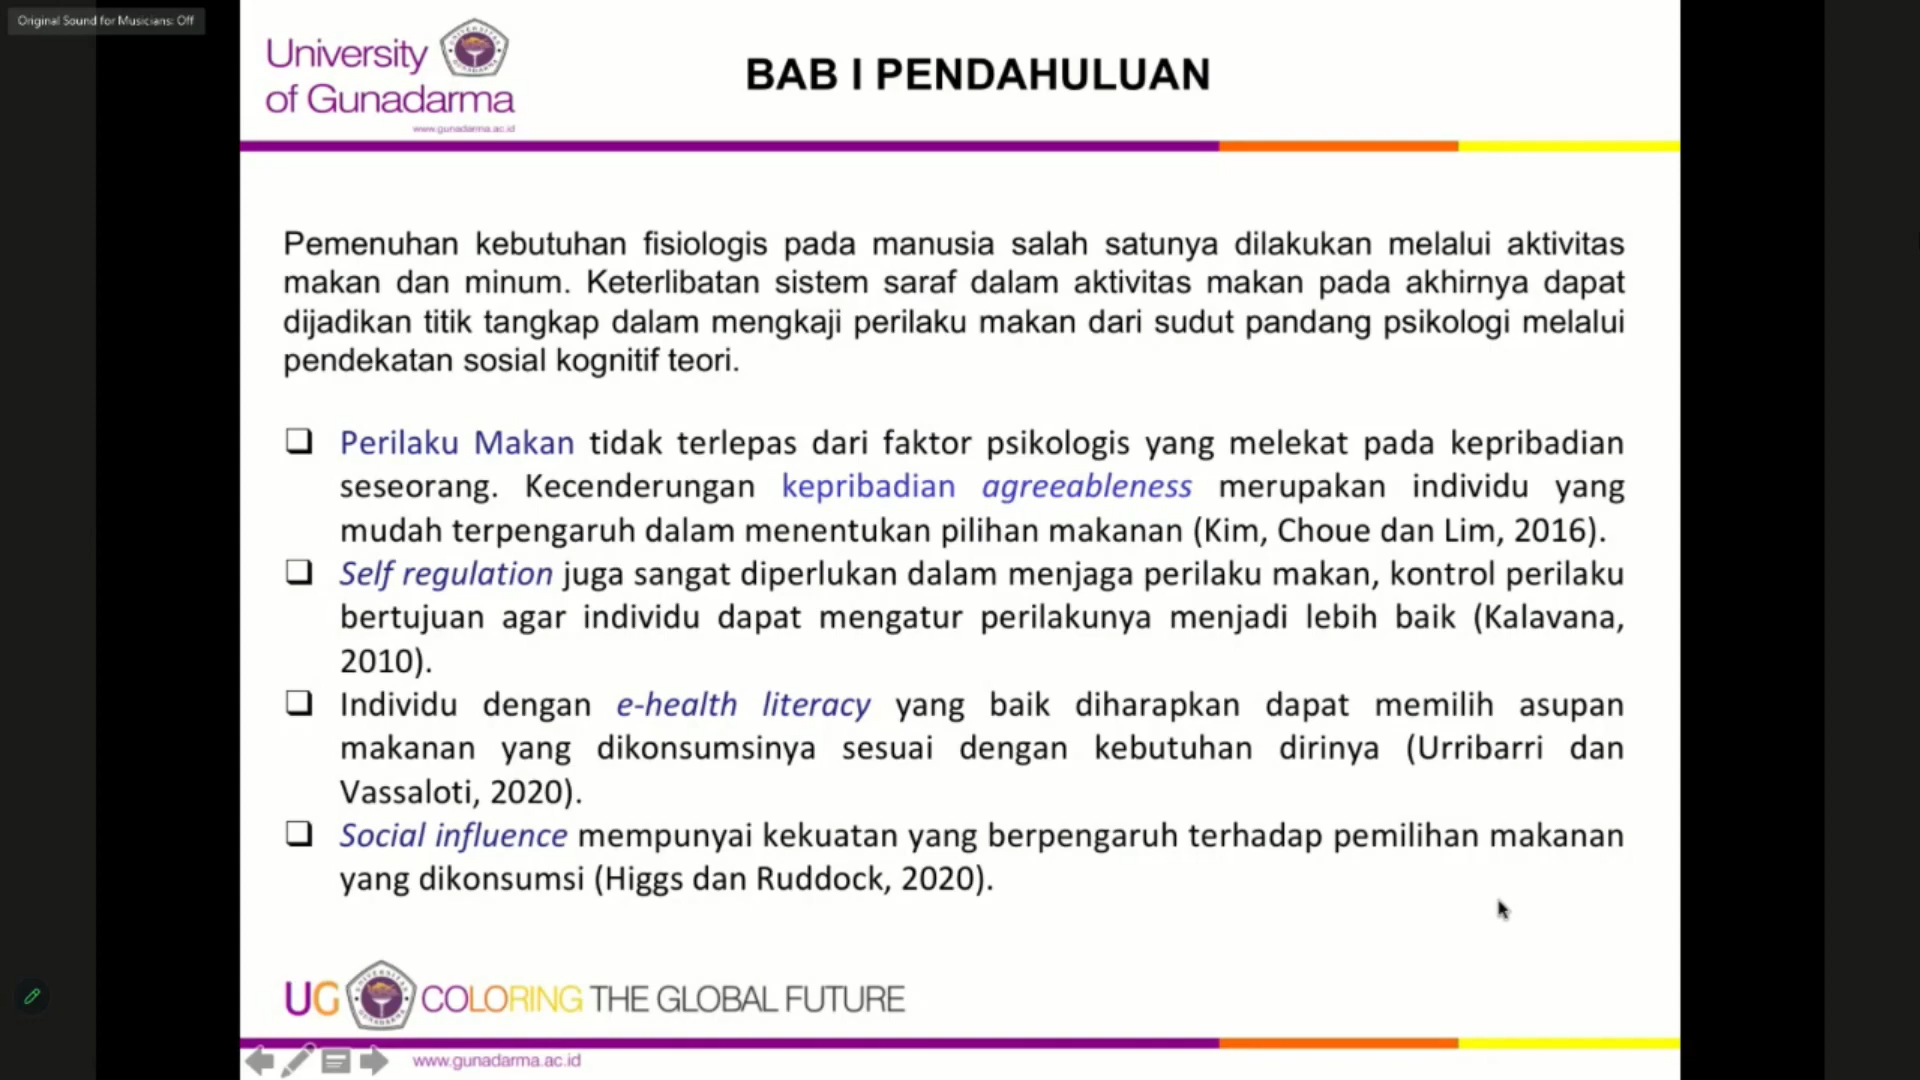 Original Sound for Musicians: Off
University
of Gunadarma
www.gunadarma.ac.id
BAB I PENDAHULUAN
Pemenuhan kebutuhan fisiologis pada manusia salah satunya dilakukan melalui aktivitas
makan dan minum. Keterlibatan sistem saraf dalam aktivitas makan pada akhirnya dapat
dijadikan titik tangkap dalam mengkaji perilaku makan dari sudut pandang psikologi melalui
pendekatan sosial kognitif teori.
Perilaku Makan tidak terlepas dari faktor psikologis yang melekat pada kepribadian
seseorang. Kecenderungan kepribadian agreeableness merupakan individu yang
mudah terpengaruh dalam menentukan pilihan makanan (Kim, Choue dan Lim, 2016).
Self regulation juga sangat diperlukan dalam menjaga perilaku makan, kontrol perilaku
bertujuan agar individu dapat mengatur perilakunya menjadi lebih baik (Kalavana,
2010).
Individu dengan e-health literacy yang baik diharapkan dapat memilih asupan
makanan yang dikonsumsinya sesuai dengan kebutuhan dirinya (Urribarri dan
Vassaloti, 2020).
Social influence mempunyai kekuatan yang berpengaruh terhadap pemilihan makanan
yang dikonsumsi (Higgs dan Ruddock, 2020).
UG COLORING THE GLOBAL FUTURE
www.gunadarma.ac.id